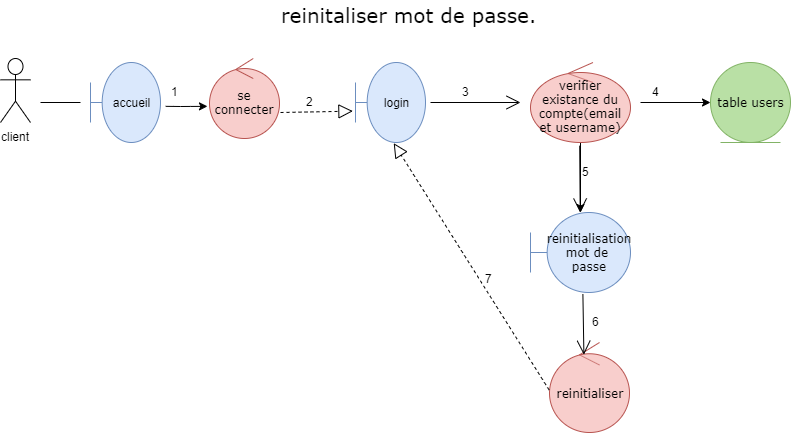 reinitaliser mot de passe.
client
accueil
1
se
connecter
2
login
3
verifier
existance du
compte(email
et username)
4
table users
5
reinitialisation
mot de
passe
6
reinitialiser
7